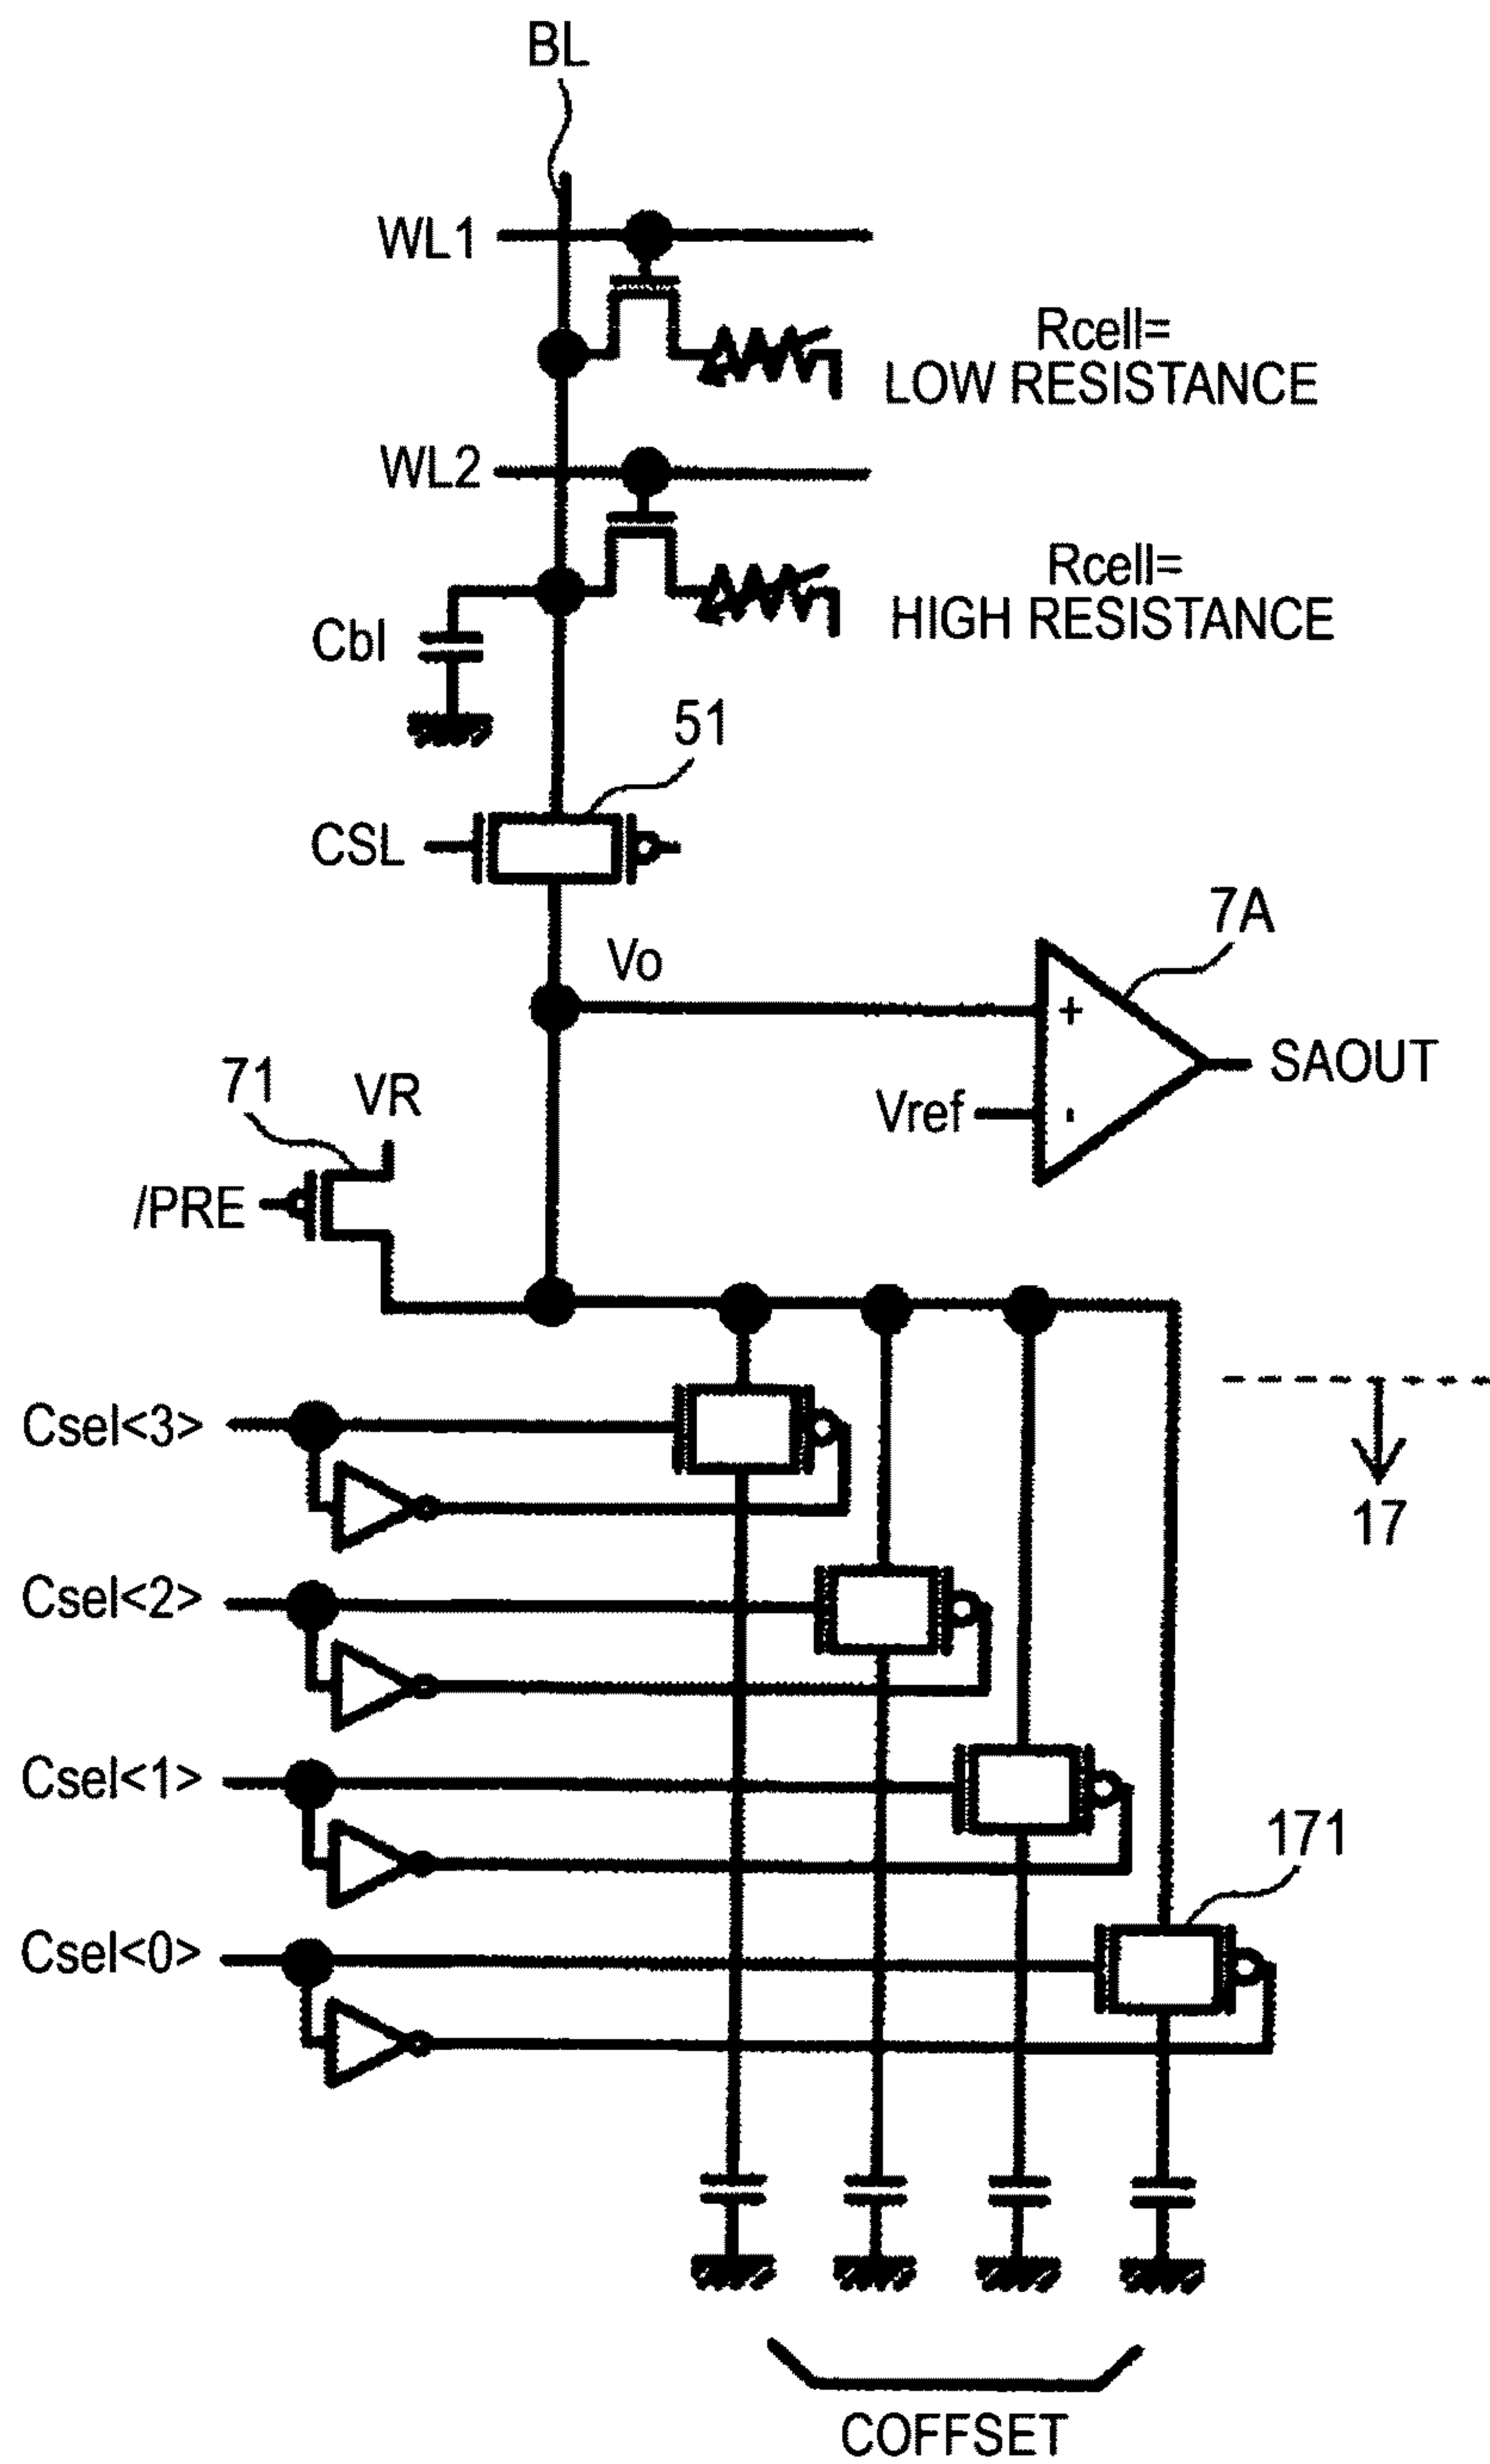 BL
WL1
Rcell=
LOW RESISTANCE
WL2
Rcell=
HIGH RESISTANCE
Cbl
51
CSL
7A
Vo
+
SAOUT
71
VR
Vref
-
/PRE
Csel<3>
17
Csel<2>
Csel<1>
171
Csel<0>
COFFSET